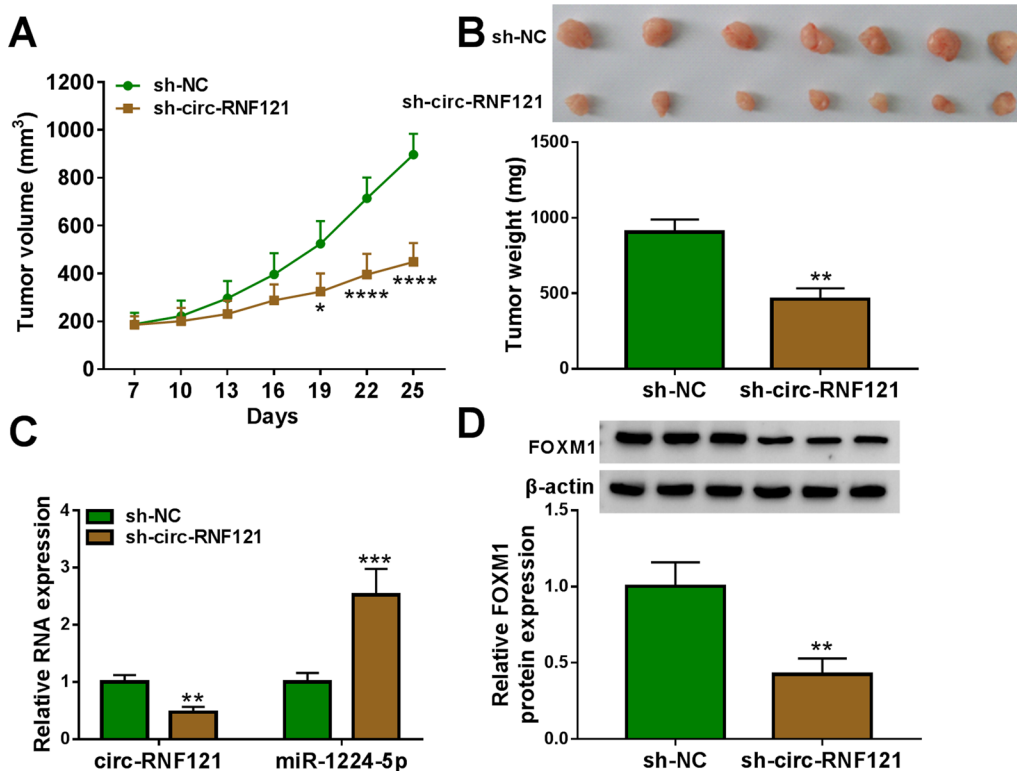 A
sh-NC
sh-circ-RNF121
Tumor volume (mm³)
1200
1000
800
600
400
200
0
*
****
****
7 10 13 16 19 22 25
Days
B
sh-NC
sh-circ-RNF121
Tumor weight (mg)
1500
1000
500
0
**
sh-NC sh-circ-RNF121
C
sh-NC
sh-circ-RNF121
Relative RNA expression
4
3
2
1
0
**
***
circ-RNF121 miR-1224-5p
D
FOXM1
β-actin
Relative FOXM1
protein expression
1.5
1.0
0.5
0.0
**
sh-NC sh-circ-RNF121